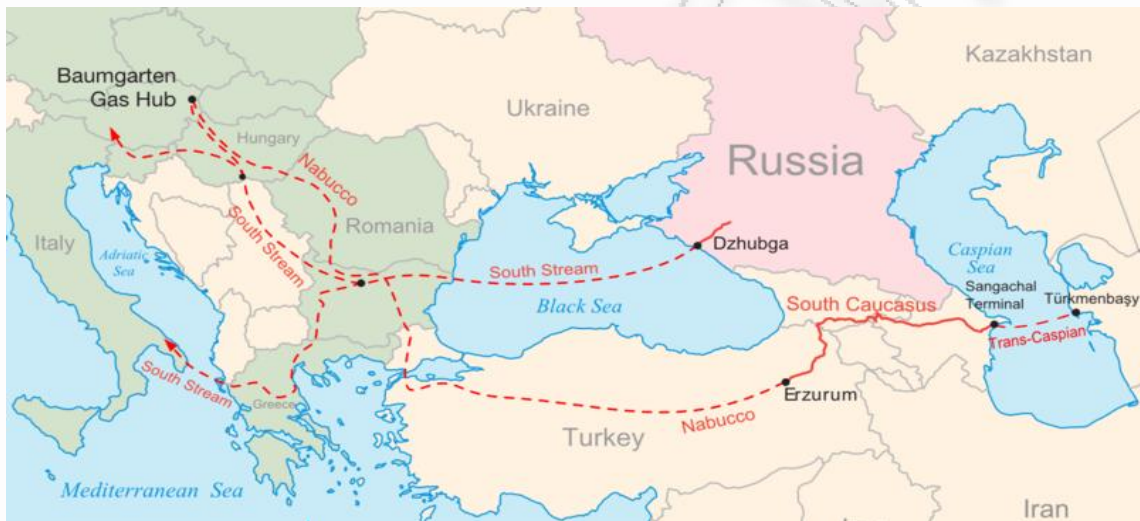 Baumgarten
Gas Hub
Ukraine
Kazakhstan
Hungary
Russia
Nabucco
Romania
Italy
Adriatic
Sea
South Stream
South Stream
Dzhubga
Caspian
Sea
Sangachal
Terminal
Türkmenbaşy
Black Sea
South Caucasus
Trans-Caspian
South Stream
Greece
Erzurum
Nabucco
Turkey
Mediterranean Sea
Iran